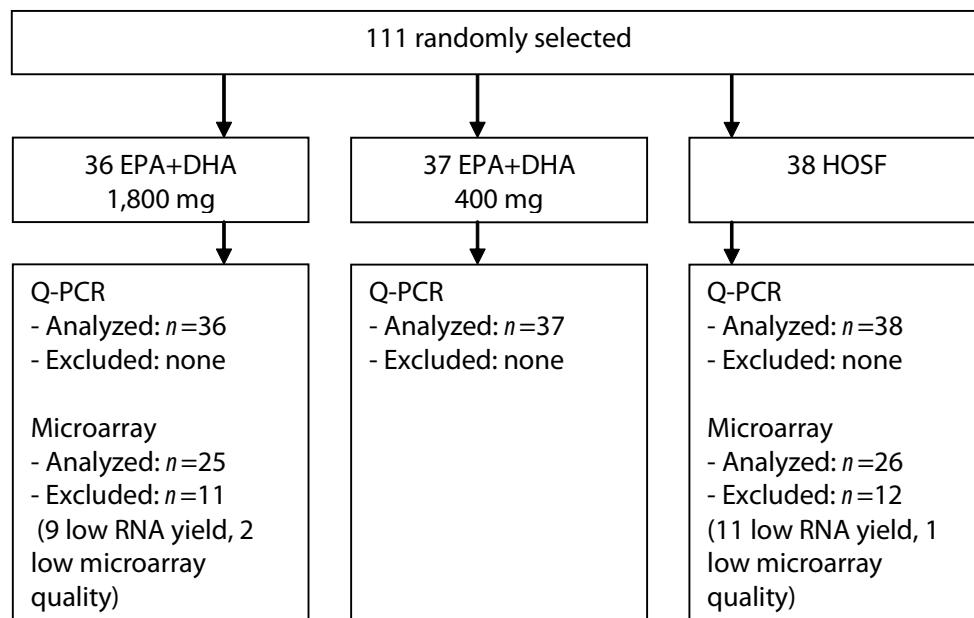 111 randomly selected
36 EPA+DHA
1,800 mg
37 EPA+DHA
400 mg
38 HOSF
Q-PCR
- Analyzed: n=36
- Excluded: none
Microarray
- Analyzed: n=25
- Excluded: n=11
(9 low RNA yield, 2
low microarray
quality)
Q-PCR
- Analyzed: n=37
- Excluded: none
Q-PCR
- Analyzed: n=38
- Excluded: none
Microarray
- Analyzed: n=26
- Excluded: n=12
(11 low RNA yield, 1
low microarray
quality)